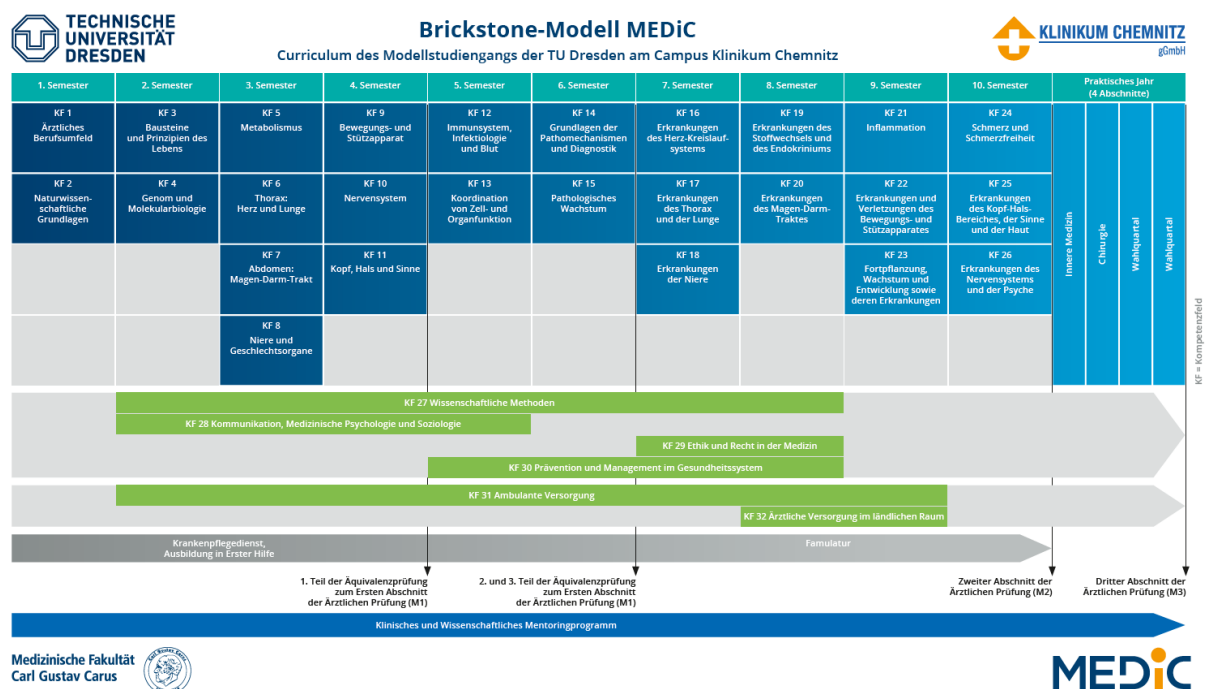 TECHNISCHE
UNIVERSITÄT
DRESDEN
Brickstone-Modell MEDiC
Curriculum des Modellstudiengangs der TU Dresden am Campus Klinikum Chemnitz
KLINIKUM CHEMNITZ
gGmbH
1. Semester
2. Semester
3. Semester
4. Semester
5. Semester
6. Semester
7. Semester
8. Semester
9. Semester
10. Semester
Praktisches Jahr
(4 Abschnitte)
KF 1
Ärztliches
Berufsumfeld
KF 3
Bausteine
und Prinzipien des
Lebens
KF 5
Metabolismus
KF 9
Bewegungs- und
Stützapparat
KF 12
Immunsystem,
Infektiologie
und Blut
KF 14
Grundlagen der
Pathomechanismen
und Diagnostik
KF 16
Erkrankungen
des Herz-Kreislauf-
systems
KF 19
Erkrankungen des
Stoffwechsels und
des Endokriniums
KF 21
Inflammation
KF 24
Schmerz und
Schmerzfreiheit
KF 2
Naturwissen-
schaftliche
Grundlagen
KF 4
Genom und
Molekularbiologie
KF 6
Thorax:
Herz und Lunge
KF 10
Nervensystem
KF 13
Koordination
von Zell- und
Organfunktion
KF 15
Pathologisches
Wachstum
KF 17
Erkrankungen
des Thorax
und der Lunge
KF 20
Erkrankungen
des Magen-Darm-
Traktes
KF 22
Erkrankungen und
Verletzungen des
Bewegungs- und
Stützapparates
KF 25
Erkrankungen
des Kopf-Hals-
Bereiches, der Sinne
und der Haut
KF 7
Abdomen:
Magen-Darm-Trakt
KF 11
Kopf, Hals und Sinne
KF 18
Erkrankungen
der Niere
KF 23
Fortpflanzung,
Wachstum und
Entwicklung sowie
deren Erkrankungen
KF 26
Erkrankungen des
Nervensystems
und der Psyche
KF 8
Niere und
Geschlechtsorgane
Innere Medizin
Chirurgie
Wahlquartal
Wahlquartal
KF = Kompetenzfeld
KF 27 Wissenschaftliche Methoden
KF 28 Kommunikation, Medizinische Psychologie und Soziologie
KF 29 Ethik und Recht in der Medizin
KF 30 Prävention und Management im Gesundheitssystem
KF 31 Ambulante Versorgung
KF 32 Ärztliche Versorgung im ländlichen Raum
Krankenpflegedienst,
Ausbildung in Erster Hilfe
Famulatur
1. Teil der Äquivalenzprüfung
zum Ersten Abschnitt
der Ärztlichen Prüfung (M1)
2. und 3. Teil der Äquivalenzprüfung
zum Ersten Abschnitt
der Ärztlichen Prüfung (M1)
Zweiter Abschnitt der
Ärztlichen Prüfung (M2)
Dritter Abschnitt der
Ärztlichen Prüfung (M3)
Klinisches und Wissenschaftliches Mentoringprogramm
Medizinische Fakultät
Carl Gustav Carus
MEDiC